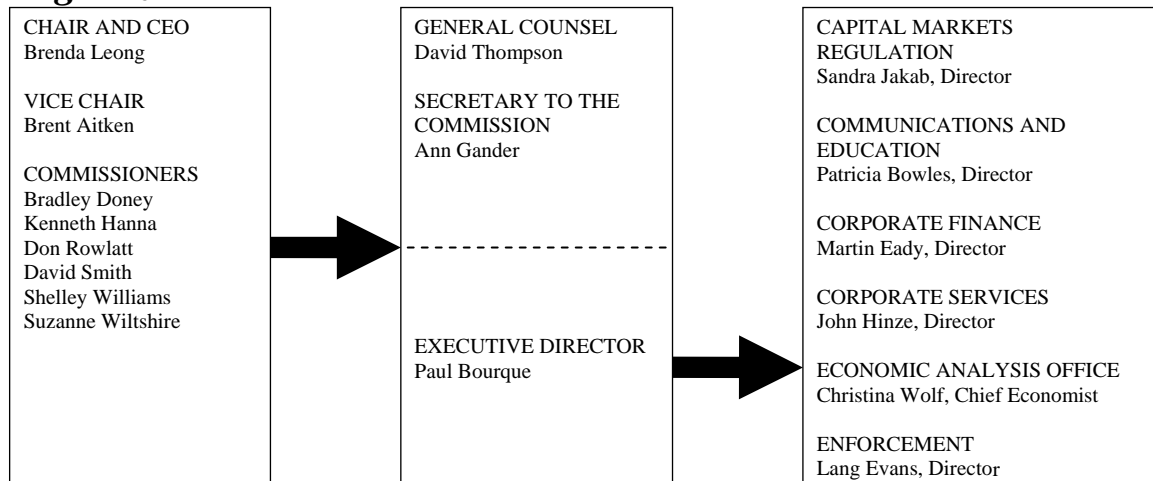 CHAIR AND CEO
Brenda Leong
VICE CHAIR
Brent Aitken
COMMISSIONERS
Bradley Doney
Kenneth Hanna
Don Rowlatt
David Smith
Shelley Williams
Suzanne Wiltshire
GENERAL COUNSEL
David Thompson
SECRETARY TO THE
COMMISSION
Ann Gander
EXECUTIVE DIRECTOR
Paul Bourque
CAPITAL MARKETS
REGULATION
Sandra Jakab, Director
COMMUNICATIONS AND
EDUCATION
Patricia Bowles, Director
CORPORATE FINANCE
Martin Eady, Director
CORPORATE SERVICES
John Hinze, Director
ECONOMIC ANALYSIS OFFICE
Christina Wolf, Chief Economist
ENFORCEMENT
Lang Evans, Director